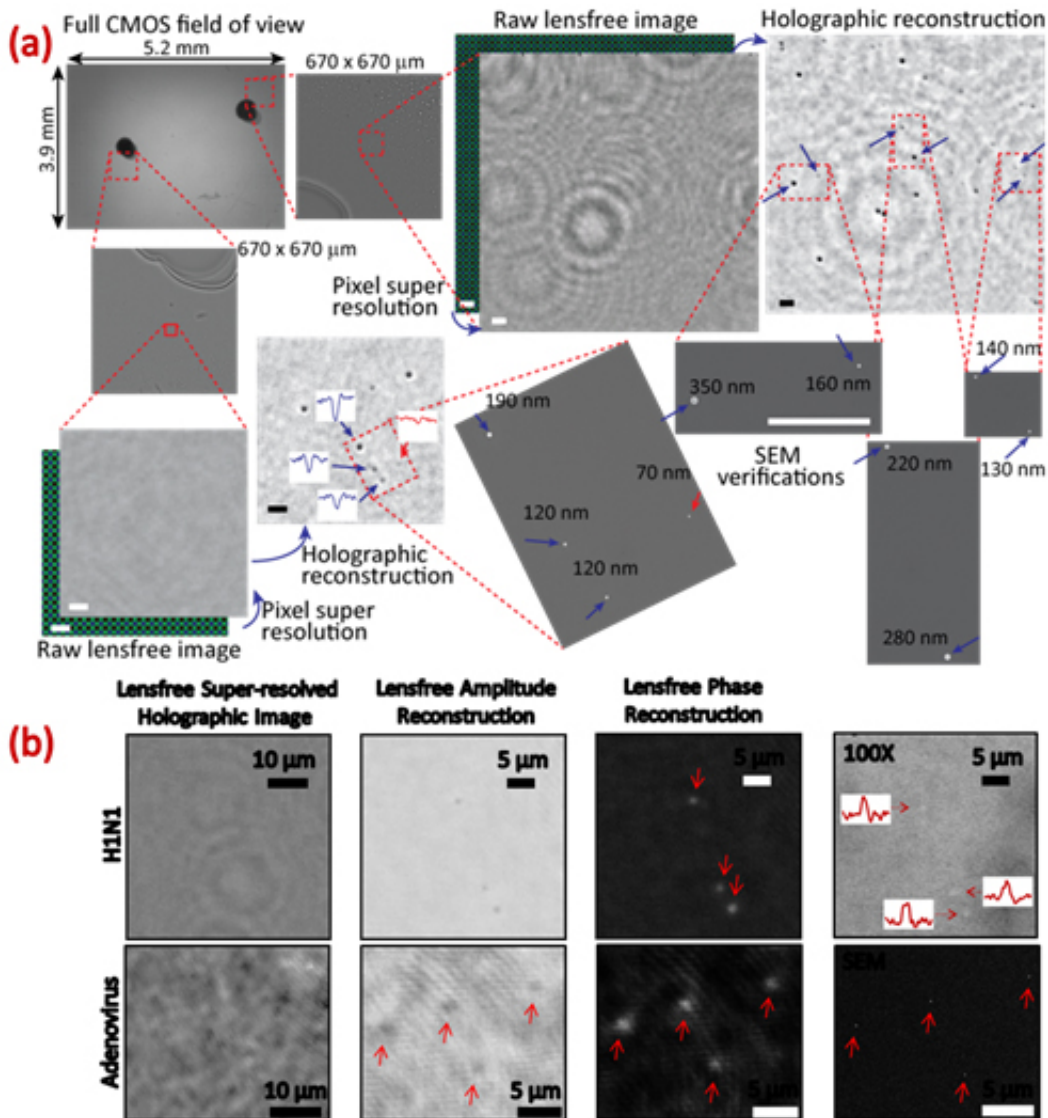 (a)
Full CMOS field of view
5.2 mm
3.9 mm
670 x 670 μm
Raw lensfree image
Holographic reconstruction
670 x 670 μm
Pixel super
resolution
190 nm
70 nm
120 nm
120 nm
350 nm
160 nm
140 nm
130 nm
SEM
verifications
220 nm
280 nm
Holographic
reconstruction
Pixel super
resolution
Raw lensfree image
(b)
Lensfree Super-resolved
Holographic Image
Lensfree Amplitude
Reconstruction
Lensfree Phase
Reconstruction
H1N1
10 μm
5 μm
5 μm
100X
5 μm
Adenovirus
10 μm
5 μm
5 μm
SEM
5 μm